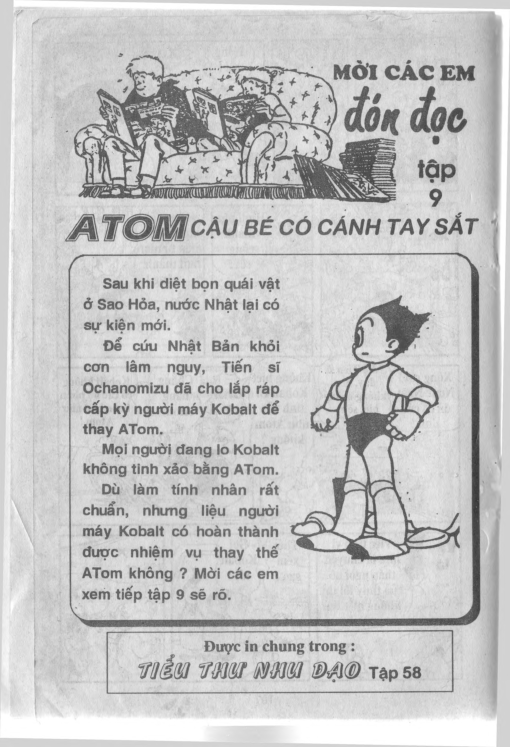 MỜI CÁC EM
đón đọc
tập
9
ATOM CẬU BÉ CÓ CÁNH TAY SẮT
Sau khi diệt bọn quái vật
ở Sao Hỏa, nước Nhật lại có
sự kiện mới.
Để cứu Nhật Bản khỏi
cơn lâm nguy, Tiến sĩ
Ochanomizu đã cho lắp ráp
cấp kỳ người máy Kobalt để
thay ATom.
Mọi người đang lo Kobalt
không tinh xảo bằng ATom.
Dù làm tính nhân rất
chuẩn, nhưng liệu người
máy Kobalt có hoàn thành
được nhiệm vụ thay thế
ATom không ? Mời các em
xem tiếp tập 9 sẽ rõ.
Được in chung trong :
TIỂU THƯ NHU ĐẠO Tập 58